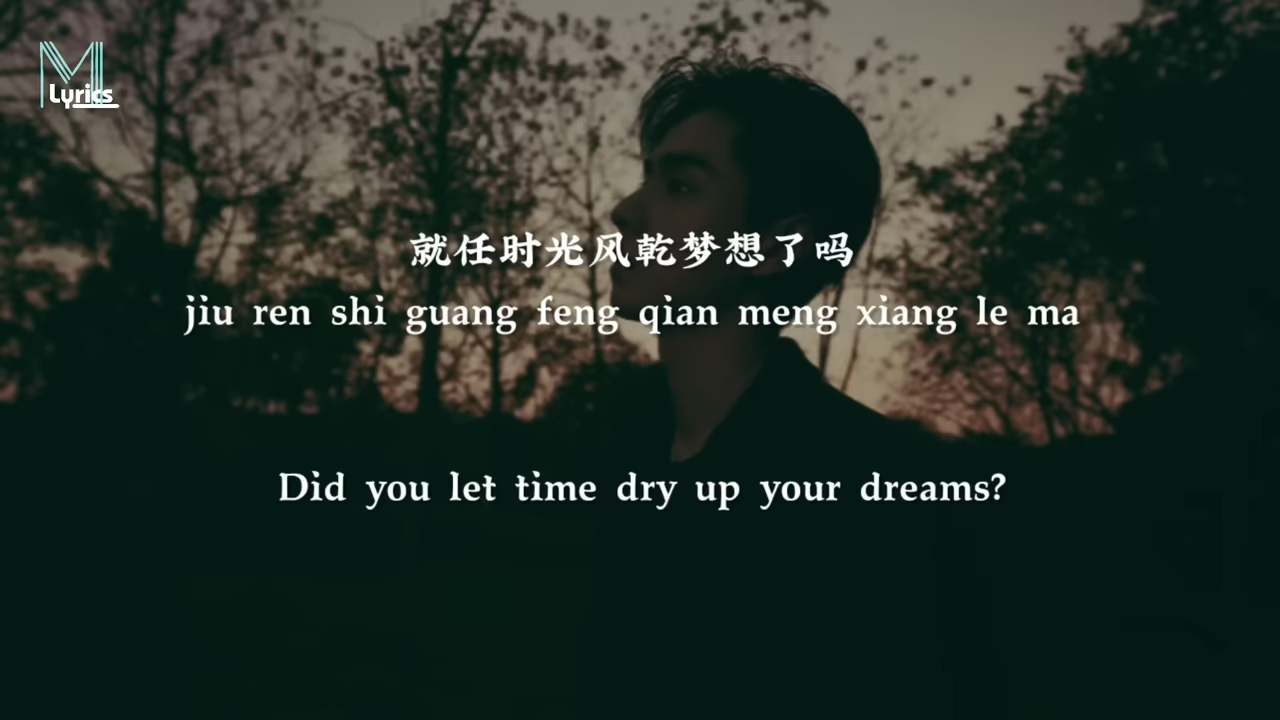 M
Lyrics
就任时光风乾梦想了吗
jiu ren shi guang feng qian meng xiang le ma
Did you let time dry up your dreams?